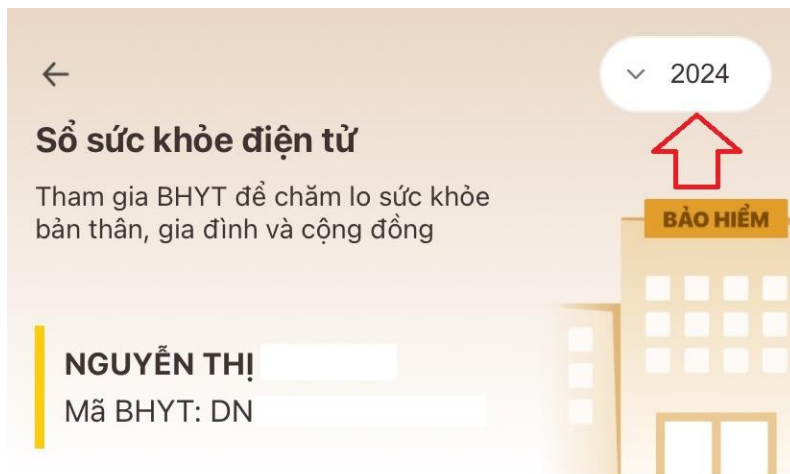 2024
Sổ sức khỏe điện tử
Tham gia BHYT để chăm lo sức khỏe
bản thân, gia đình và cộng đồng
BẢO HIỂM
NGUYỄN THỊ
Mã BHYT: DN